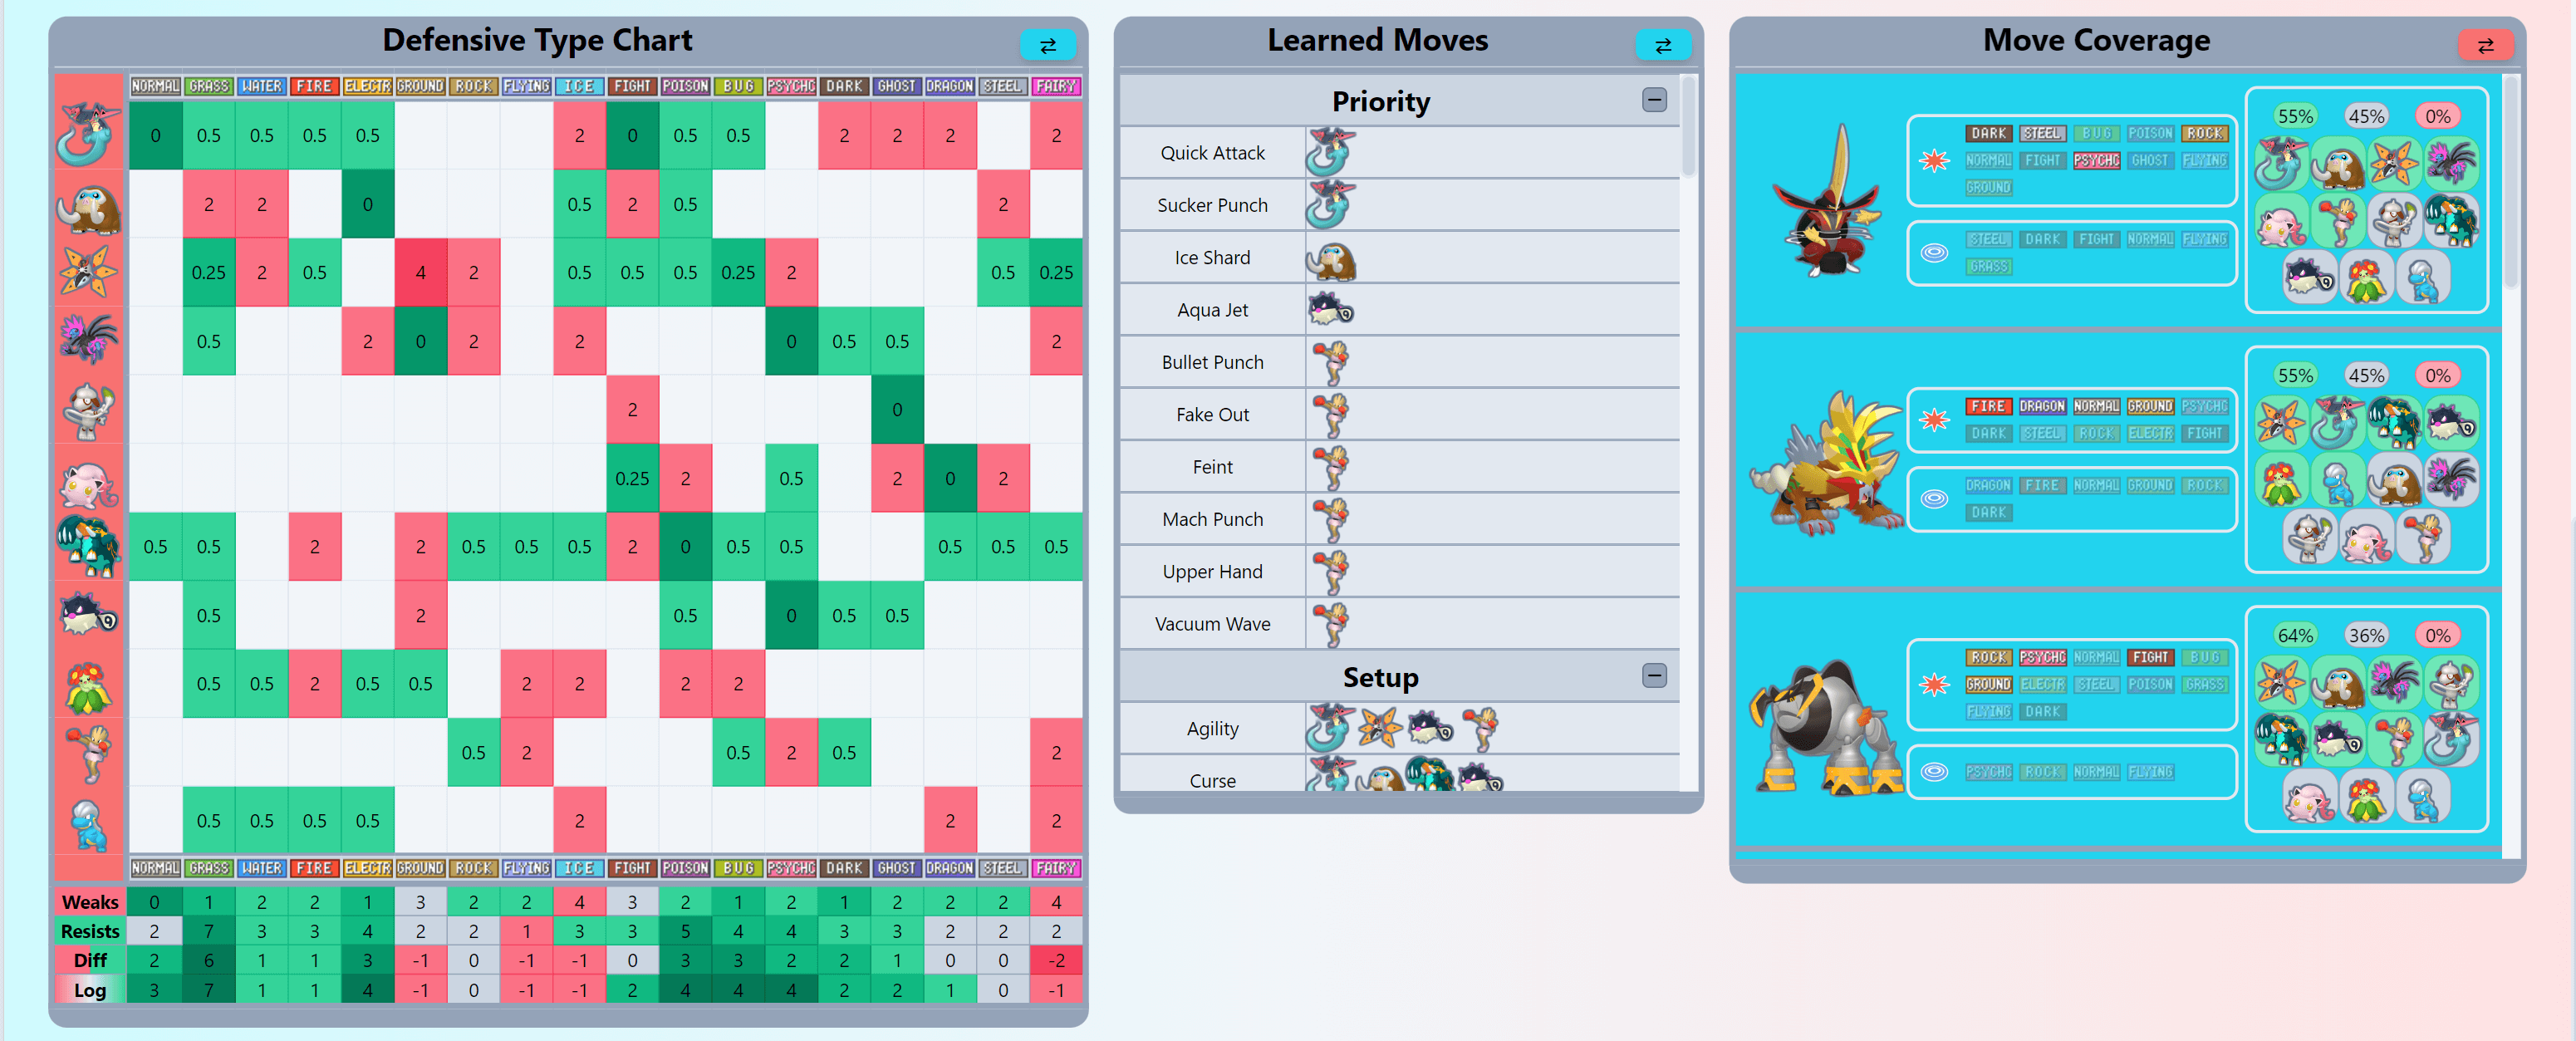 Defensive Type Chart
⇄
NORMAL GRASS WATER FIRE ELECTR GROUND ROCK FLYING ICE FIGHT POISON BUG PSYCHC DARK GHOST DRAGON STEEL FAIRY
0 0.5 0.5 0.5 0.5 2 0 0.5 0.5 2 2 2 2
2 2 0 0.5 2 0.5 2
0.25 2 0.5 4 2 0.5 0.5 0.5 0.25 2 0.5 0.25
0.5 2 0 2 2 0 0.5 0.5 2
2 0
0.25 2 0.5 2 0 2
0.5 0.5 2 2 0.5 0.5 0.5 2 0 0.5 0.5 0.5 0.5 0.5
0.5 2 0.5 0 0.5 0.5
0.5 0.5 2 0.5 0.5 2 2 2 2
0.5 2 0.5 2 0.5 2
0.5 0.5 0.5 0.5 2 2 2
NORMAL GRASS WATER FIRE ELECTR GROUND ROCK FLYING ICE FIGHT POISON BUG PSYCHC DARK GHOST DRAGON STEEL FAIRY
Weaks 0 1 2 2 1 3 2 2 4 3 2 1 2 1 2 2 2 4
Resists 2 7 3 3 4 2 2 1 3 3 5 4 4 3 3 2 2 2
Diff 2 6 1 1 3 -1 0 -1 -1 0 3 3 2 2 1 0 0 -2
Log 3 7 1 1 4 -1 0 -1 -1 2 4 4 4 2 2 1 0 -1
Learned Moves
⇄
Priority
−
Quick Attack
Sucker Punch
Ice Shard
Aqua Jet
Bullet Punch
Fake Out
Feint
Mach Punch
Upper Hand
Vacuum Wave
Setup
−
Agility
Curse
Move Coverage
⇄
DARK STEEL BUG POISON ROCK
NORMAL FIGHT PSYCHC GHOST FLYING
GROUND
STEEL DARK FIGHT NORMAL FLYING
GRASS
55% 45% 0%
FIRE DRAGON NORMAL GROUND PSYCHC
DARK STEEL ROCK ELECTR FIGHT
DRAGON FIRE NORMAL GROUND ROCK
DARK
55% 45% 0%
ROCK PSYCHC NORMAL FIGHT BUG
GROUND ELECTR STEEL POISON GRASS
FLYING DARK
PSYCHC ROCK NORMAL FLYING
64% 36% 0%